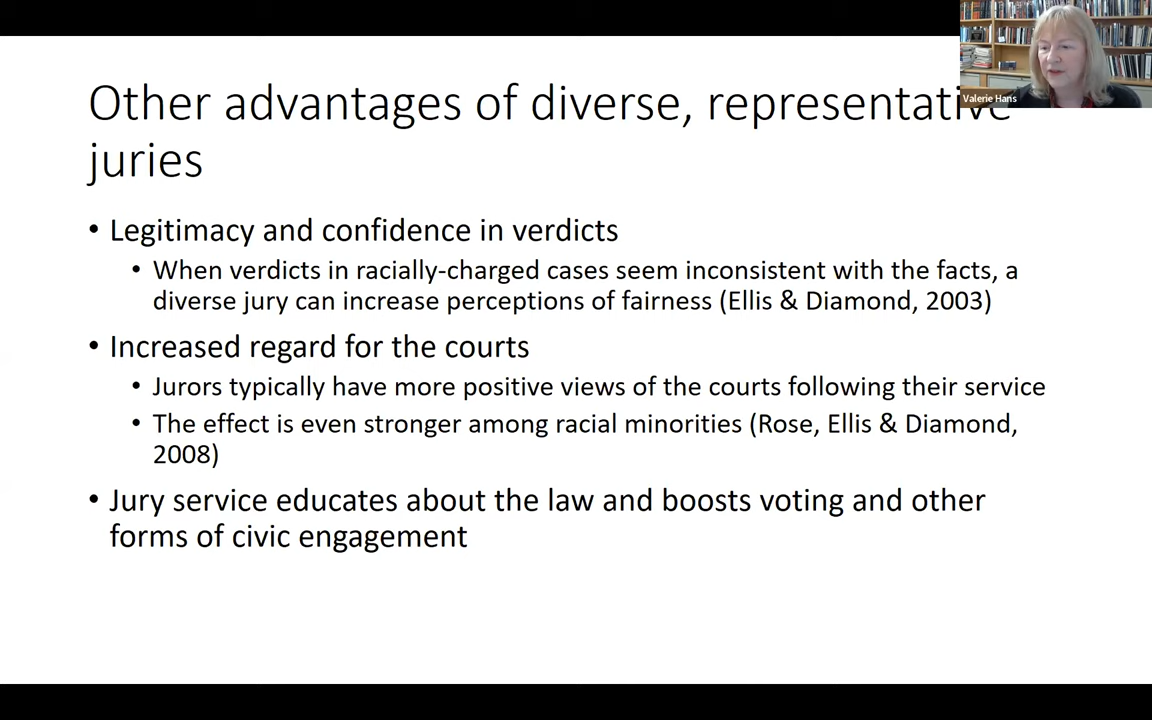 Other advantages of diverse, representative
juries
• Legitimacy and confidence in verdicts
• When verdicts in racially-charged cases seem inconsistent with the facts, a
diverse jury can increase perceptions of fairness (Ellis & Diamond, 2003)
• Increased regard for the courts
• Jurors typically have more positive views of the courts following their service
• The effect is even stronger among racial minorities (Rose, Ellis & Diamond,
2008)
• Jury service educates about the law and boosts voting and other
forms of civic engagement
Valerie Hans